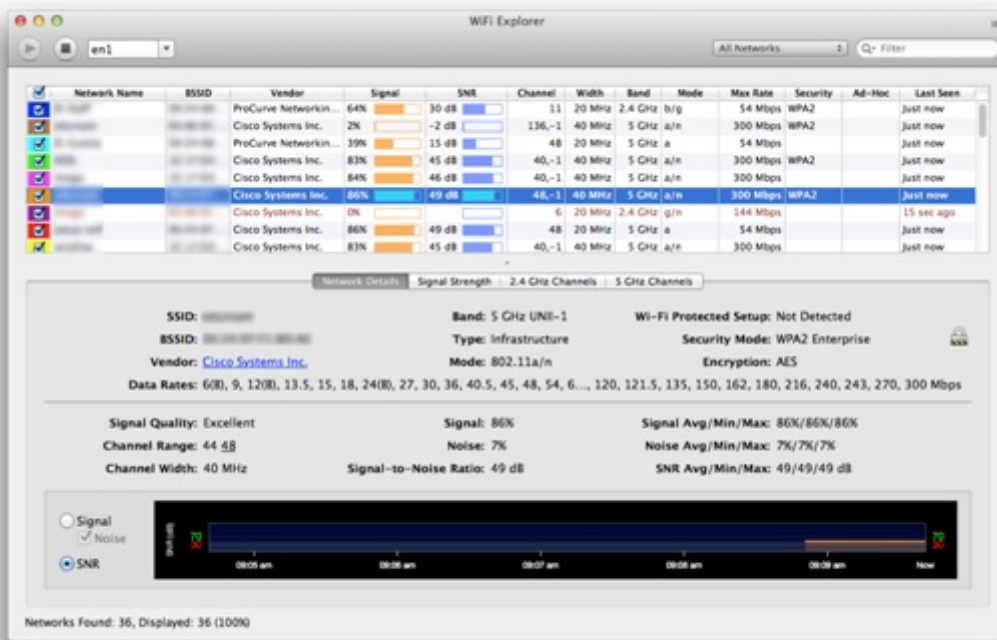 WiFi Explorer
en1
All Networks
Filter
Network Name BSSID Vendor Signal SNR Channel Width Band Mode Max Rate Security Ad-Hoc Last Seen
ProCurve Networkin... 64% 30 dB 11 20 MHz 2.4 GHz b/g 54 Mbps WPA2 Just now
Cisco Systems Inc. 2% -2 dB 136,-1 40 MHz 5 GHz a/n 300 Mbps WPA2 Just now
ProCurve Networkin... 39% 15 dB 48 20 MHz 5 GHz a 54 Mbps Just now
Cisco Systems Inc. 83% 45 dB 40,-1 40 MHz 5 GHz a/n 300 Mbps WPA2 Just now
Cisco Systems Inc. 84% 46 dB 40,-1 40 MHz 5 GHz a/n 300 Mbps Just now
Cisco Systems Inc. 86% 49 dB 48,-1 40 MHz 5 GHz a/n 300 Mbps WPA2 Just now
Cisco Systems Inc. 0% 6 20 MHz 2.4 GHz g/n 144 Mbps 15 sec ago
Cisco Systems Inc. 86% 49 dB 48 20 MHz 5 GHz a 54 Mbps Just now
Cisco Systems Inc. 83% 45 dB 40,-1 40 MHz 5 GHz a/n 300 Mbps Just now
Network Details Signal Strength 2.4 GHz Channels 5 GHz Channels
SSID: Band: 5 GHz UNII-1 Wi-Fi Protected Setup: Not Detected
BSSID: Type: Infrastructure Security Mode: WPA2 Enterprise
Vendor: Cisco Systems Inc. Mode: 802.11a/n Encryption: AES
Data Rates: 6(B), 9, 12(B), 13.5, 15, 18, 24(B), 27, 30, 36, 40.5, 45, 48, 54, 6..., 120, 121.5, 135, 150, 162, 180, 216, 240, 243, 270, 300 Mbps
Signal Quality: Excellent Signal: 86% Signal Avg/Min/Max: 86%/86%/86%
Channel Range: 44 48 Noise: 7% Noise Avg/Min/Max: 7%/7%/7%
Channel Width: 40 MHz Signal-to-Noise Ratio: 49 dB SNR Avg/Min/Max: 49/49/49 dB
Signal
Noise
SNR
SNR (dB)
70 70
30 30
09:05 am 09:06 am 09:07 am 09:08 am 09:09 am Now
Networks Found: 36, Displayed: 36 (100%)